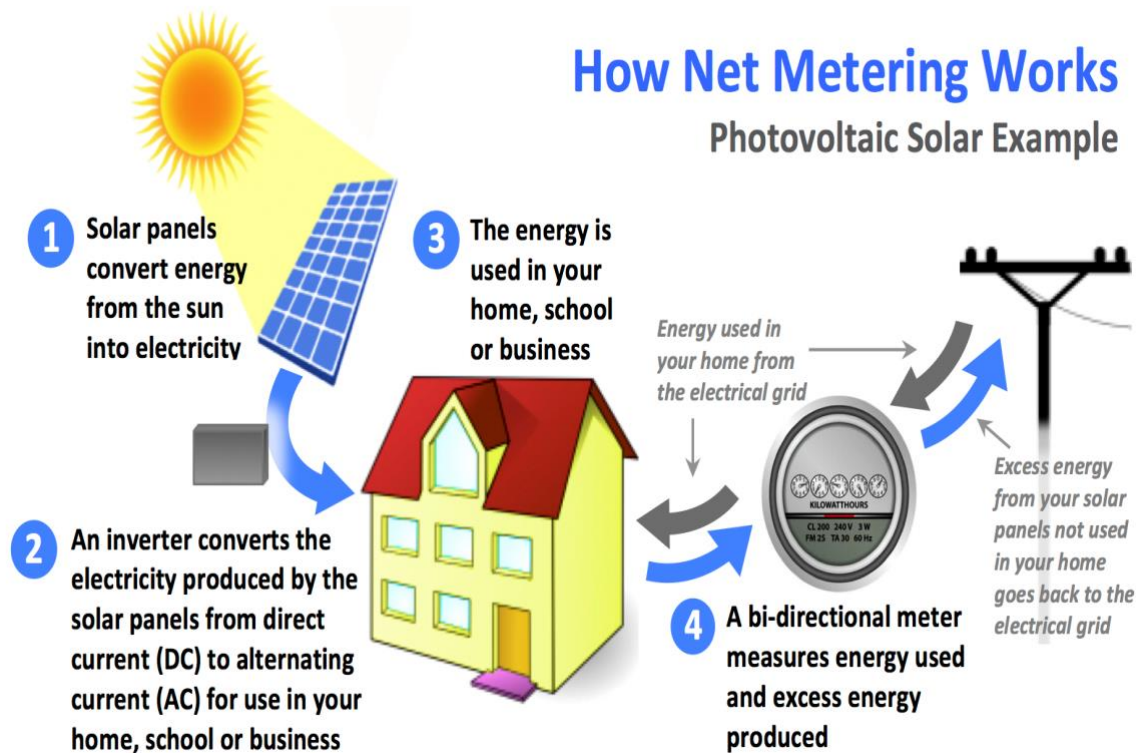 How Net Metering Works
Photovoltaic Solar Example
1
Solar panels
convert energy
from the sun
into electricity
2
An inverter converts the
electricity produced by the
solar panels from direct
current (DC) to alternating
current (AC) for use in your
home, school or business
3
The energy is
used in your
home, school
or business
Energy used in
your home from
the electrical grid
KILOWATTHOURS
CL 200 240 V 3 W
FM 25 TA 30 60 Hz
4
A bi-directional meter
measures energy used
and excess energy
produced
Excess energy
from your solar
panels not used
in your home
goes back to the
electrical grid